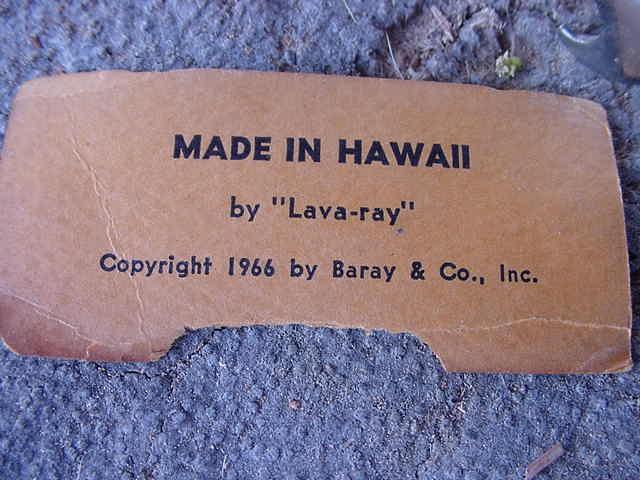 MADE IN HAWAII
by "Lava-ray"
Copyright 1966 by Baray & Co., Inc.